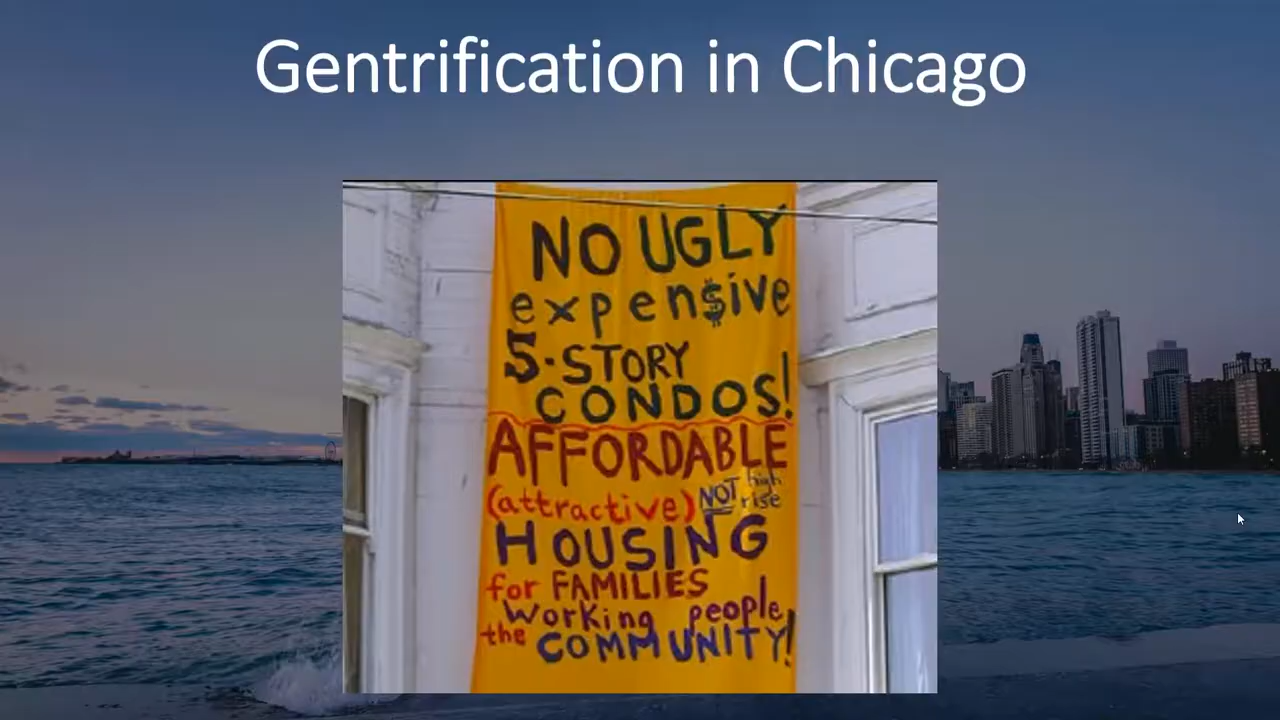 Gentrification in Chicago
NO UGLY
expen$ive
5-STORY
CONDOS!
AFFORDABLE
(attractive) NOT high rise
HOUSING
for FAMILIES
Working people
the COMMUNITY!